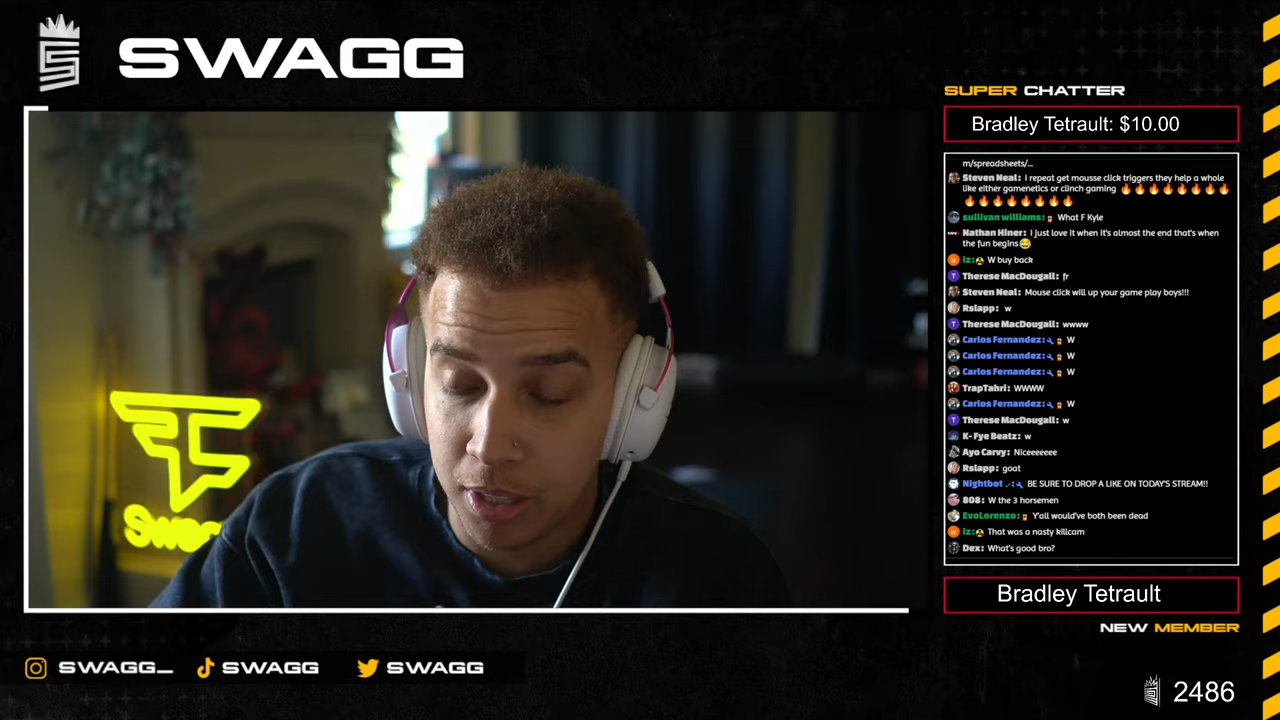 SWAGG
SUPER CHATTER
Bradley Tetrault: $10.00
m/spreadsheets/...
Steven Neal: I repeat get mousse click triggers they help a whole
like either gamenetics or clinch gaming
sullivan williams: What F Kyle
Nathan Hiner: I just love it when it's almost the end that's when
the fun begins
iz: W buy back
Therese MacDougall: fr
Steven Neal: Mouse click will up your game play boys!!!
Rslapp: w
Therese MacDougall: wwww
Carlos Fernandez: W
Carlos Fernandez: W
Carlos Fernandez: W
TrapTahri: WWWW
Carlos Fernandez: W
Therese MacDougall: w
K- Fye Beatz: w
Ayo Carvy: Niceeeeee
Rslapp: goat
Nightbot ✓: BE SURE TO DROP A LIKE ON TODAY'S STREAM!!
808: W the 3 horsemen
EvoLorenzo: Y'all would've both been dead
iz: That was a nasty killcam
Dex: What's good bro?
Bradley Tetrault
NEW MEMBER
SWAGG_ SWAGG SWAGG
2486